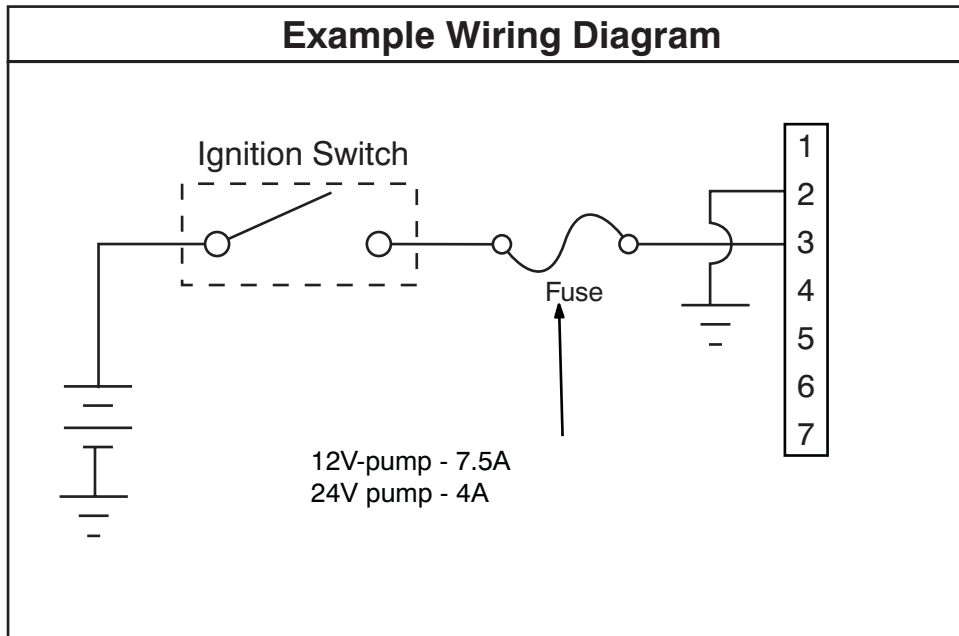 Example Wiring Diagram
Ignition Switch
1
2
3
4
5
6
7
Fuse
12V-pump - 7.5A
24V pump - 4A